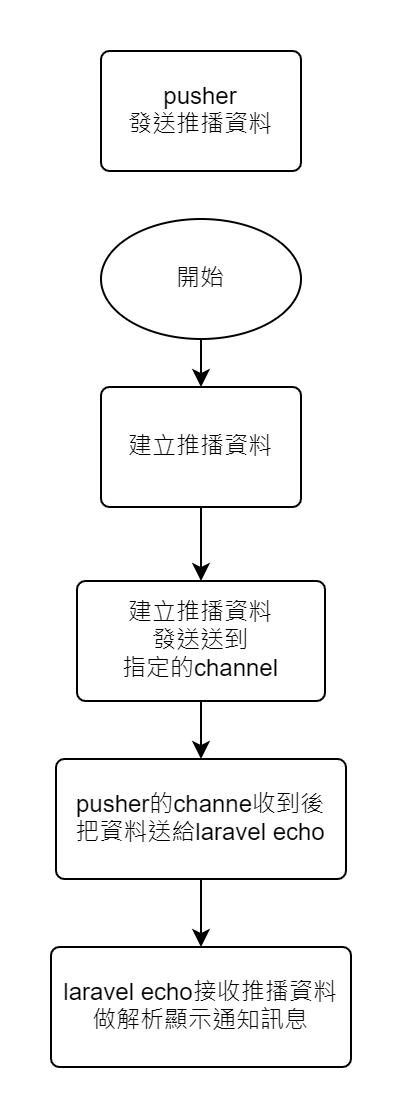 pusher
發送推播資料
開始
建立推播資料
建立推播資料
發送送到
指定的channel
pusher的channe收到後
把資料送給laravel echo
laravel echo接收推播資料
做解析顯示通知訊息